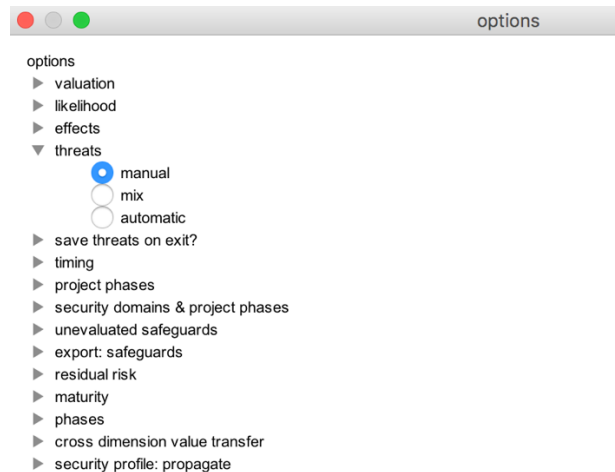 options
options
valuation
likelihood
effects
threats
manual
mix
automatic
save threats on exit?
timing
project phases
security domains & project phases
unevaluated safeguards
export: safeguards
residual risk
maturity
phases
cross dimension value transfer
security profile: propagate